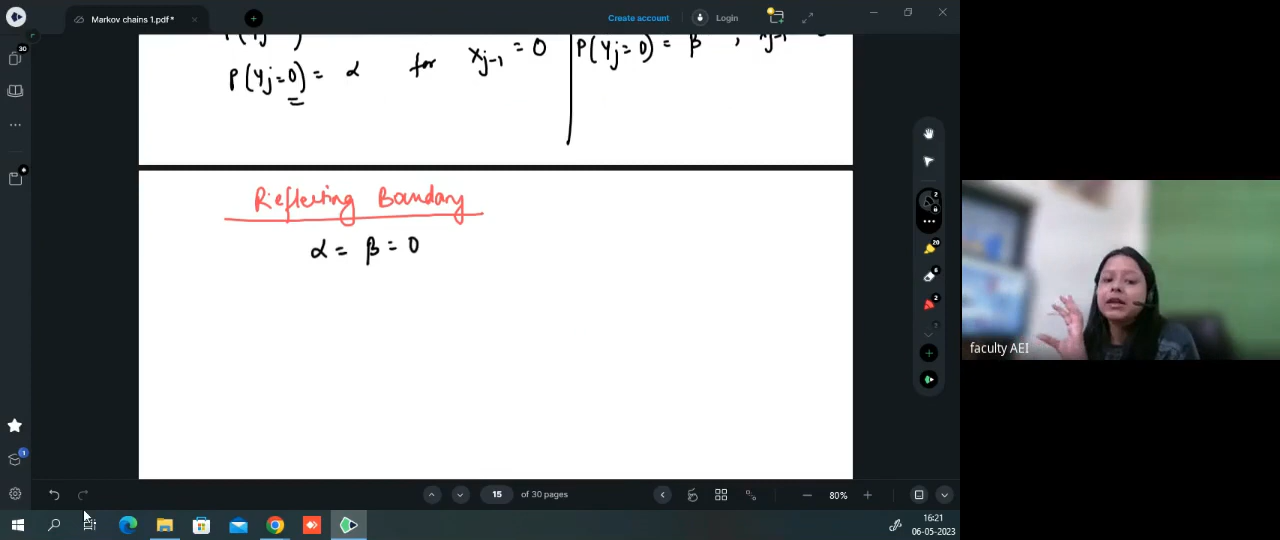 Markov chains 1.pdf*
Create account
Login
30
P(Yj=0) = α for Xj-1 = 0
P(Yj=0) = β ,
Reflecting Boundary
α = β = 0
15 of 30 pages
80%
faculty AEI
16:21
06-05-2023